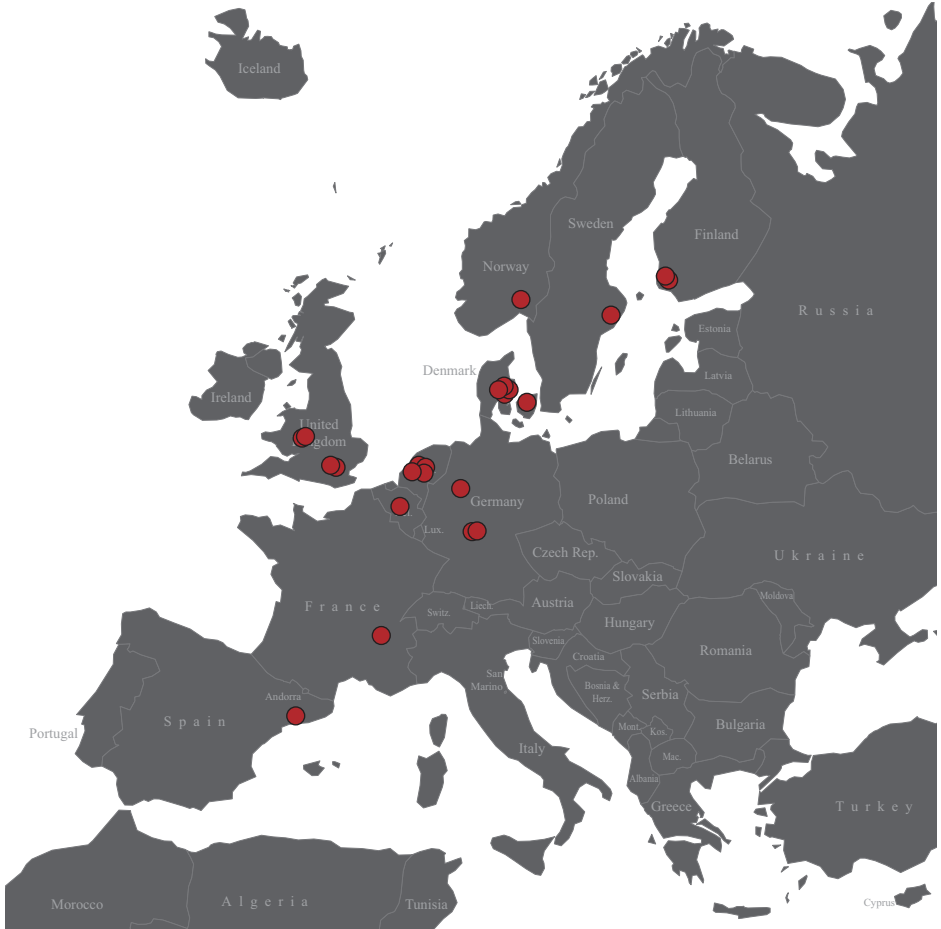 Iceland
Sweden
Finland
Norway
Russia
Estonia
Denmark
Latvia
Ireland
Lithuania
United
Kingdom
Belarus
Germany
Poland
Lux.
Ukraine
Czech Rep.
Slovakia
Moldova
France
Switz.
Liech.
Austria
Hungary
Slovenia
Romania
Croatia
San
Marino
Andorra
Bosnia &
Herz.
Serbia
Spain
Portugal
Mont.
Kos.
Bulgaria
Italy
Mac.
Albania
Greece
Turkey
Morocco
Algeria
Tunisia
Cyprus